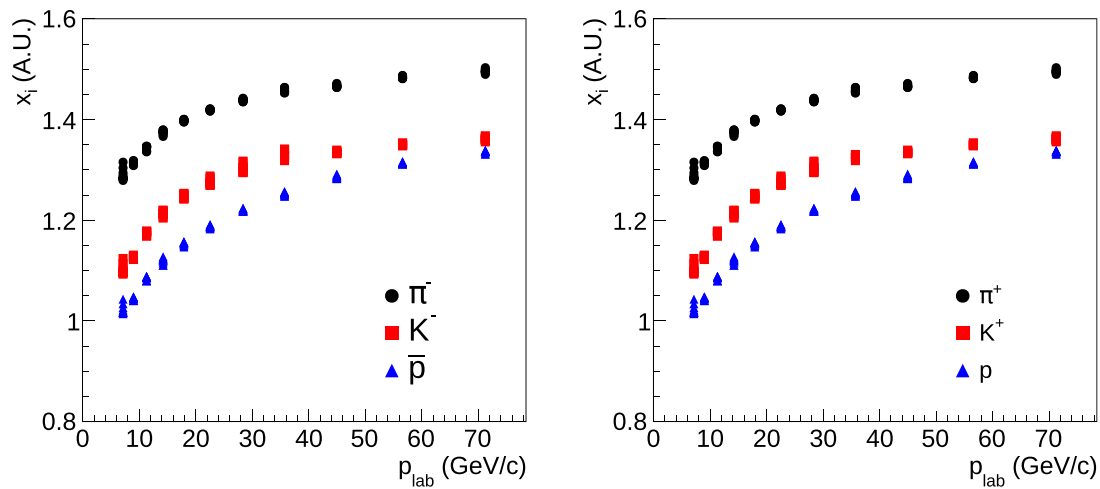 x_i (A.U.)
1.6
1.4
1.2
1
0.8
π⁻
K⁻
p̅
0 10 20 30 40 50 60 70
p_lab (GeV/c)
x_i (A.U.)
1.6
1.4
1.2
1
0.8
π⁺
K⁺
p
0 10 20 30 40 50 60 70
p_lab (GeV/c)